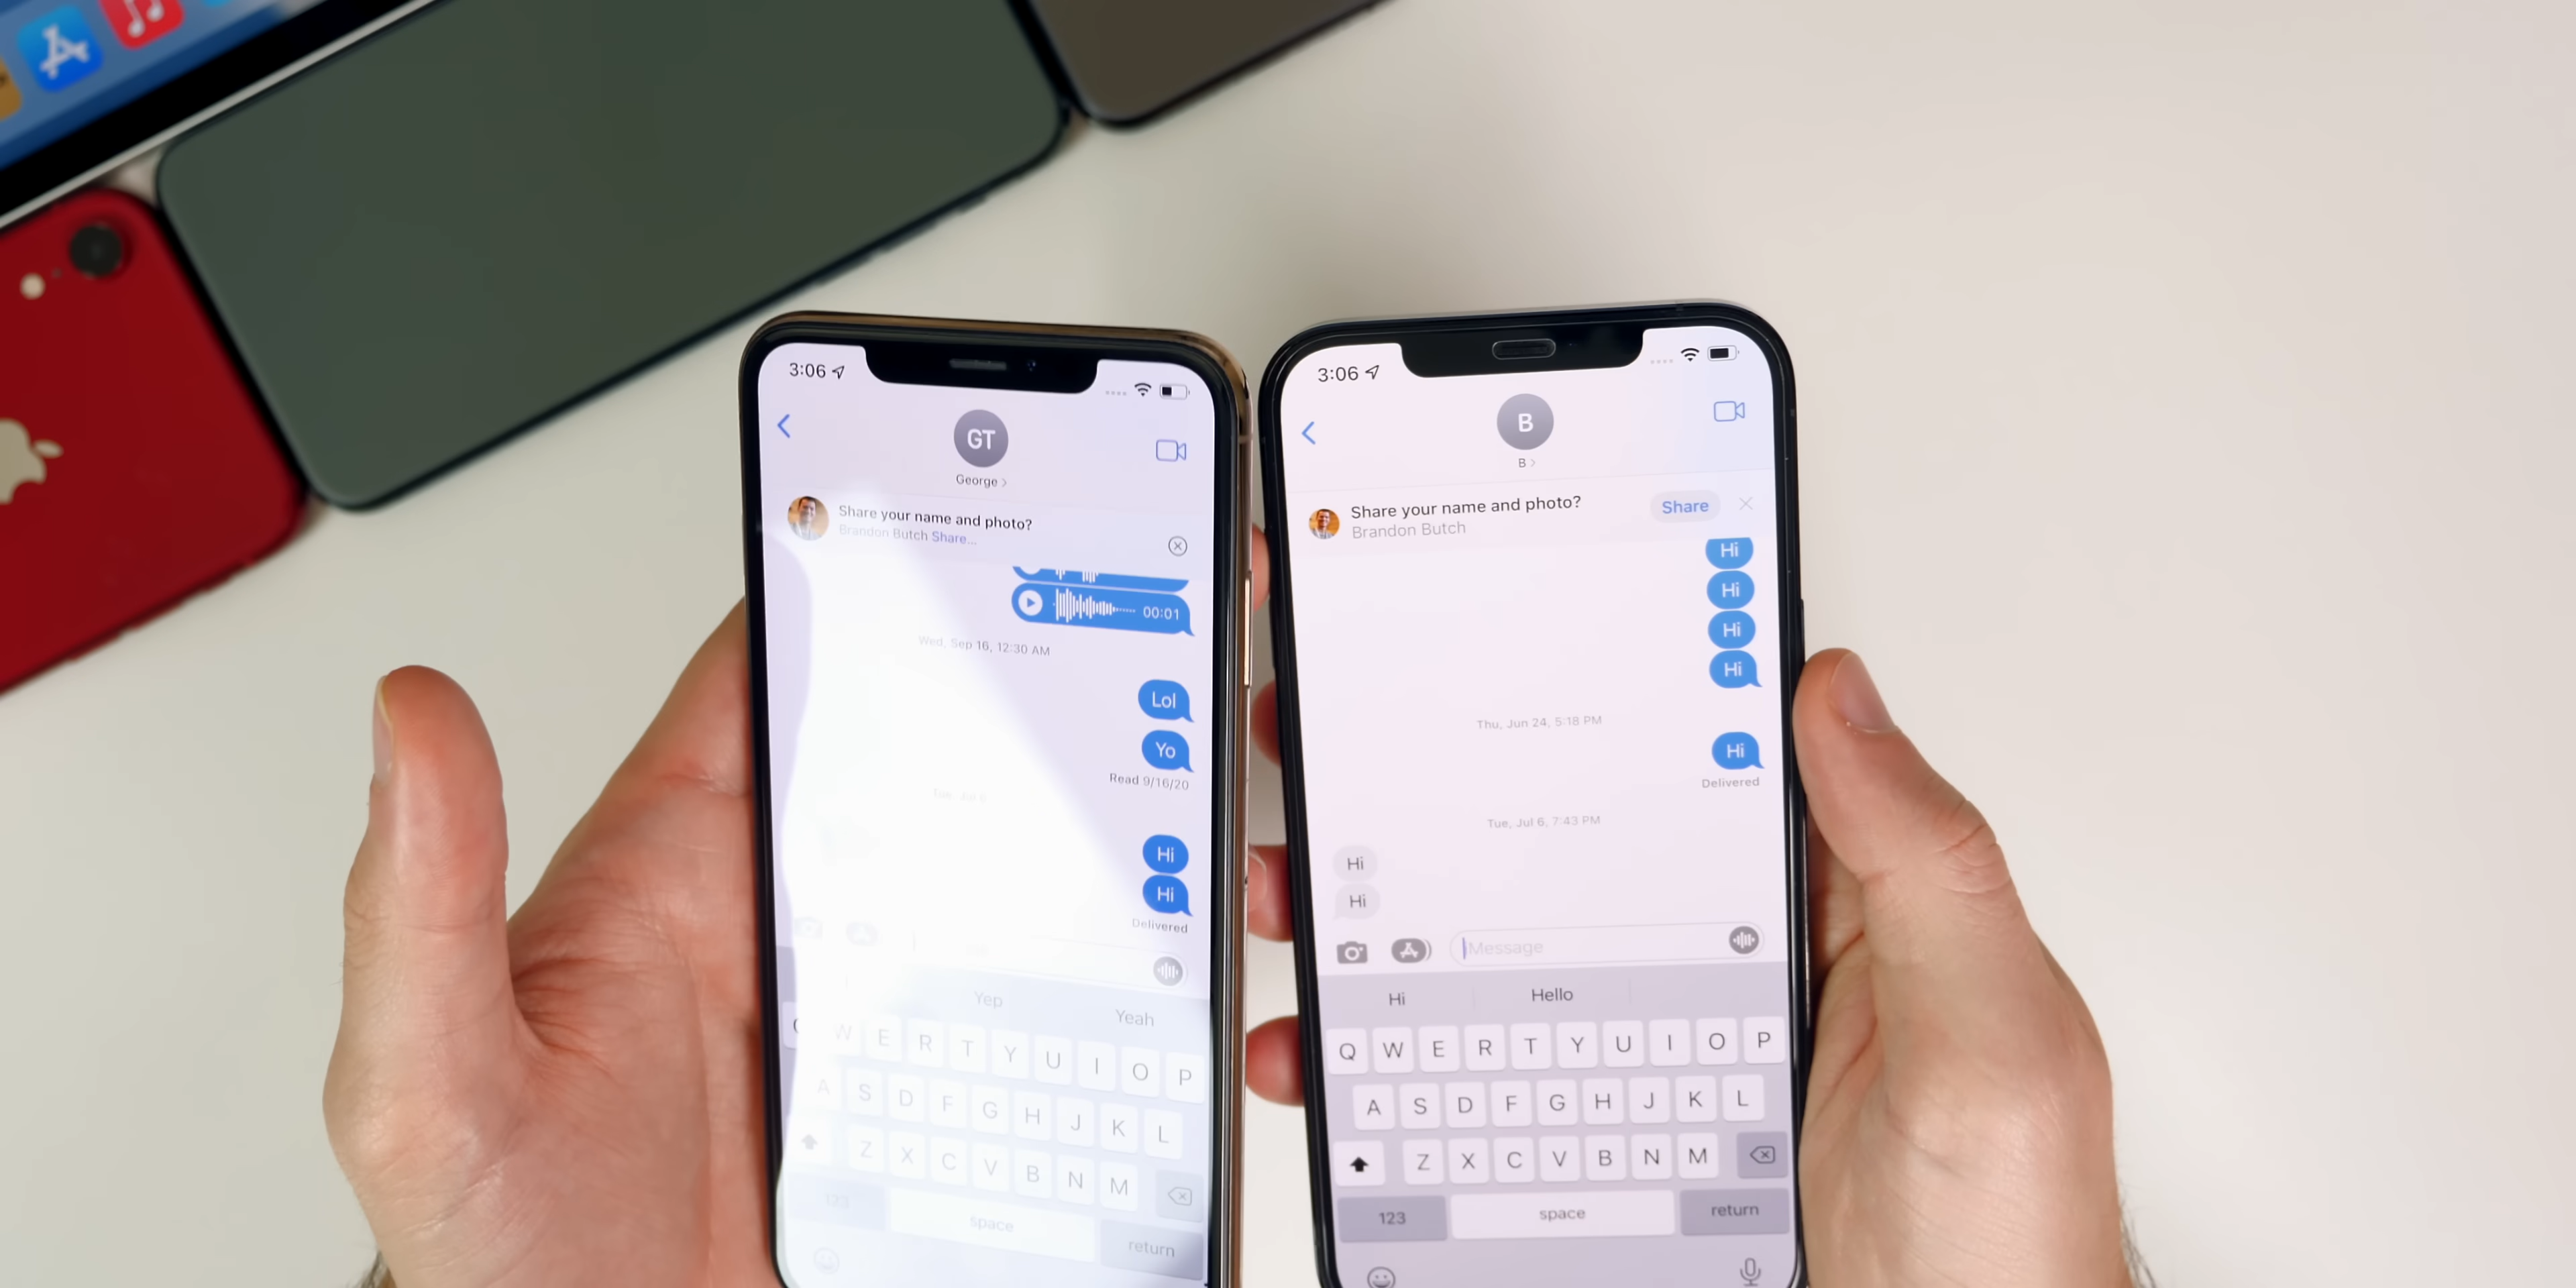 3:06
GT
George >
Share your name and photo?
Brandon Butch Share...
00:01
Wed, Sep 16, 12:30 AM
Lol
Yo
Read 9/16/20
Hi
Hi
Delivered
Yep
Yeah
W E R T Y U I O P
A S D F G H J K L
Z X C V B N M
123
space
return
3:06
B
B >
Share your name and photo?
Brandon Butch
Share
Hi
Hi
Hi
Hi
Thu, Jun 24, 5:18 PM
Hi
Delivered
Tue, Jul 6, 7:43 PM
Hi
Hi
Message
Hi
Hello
Q W E R T Y U I O P
A S D F G H J K L
Z X C V B N M
123
space
return